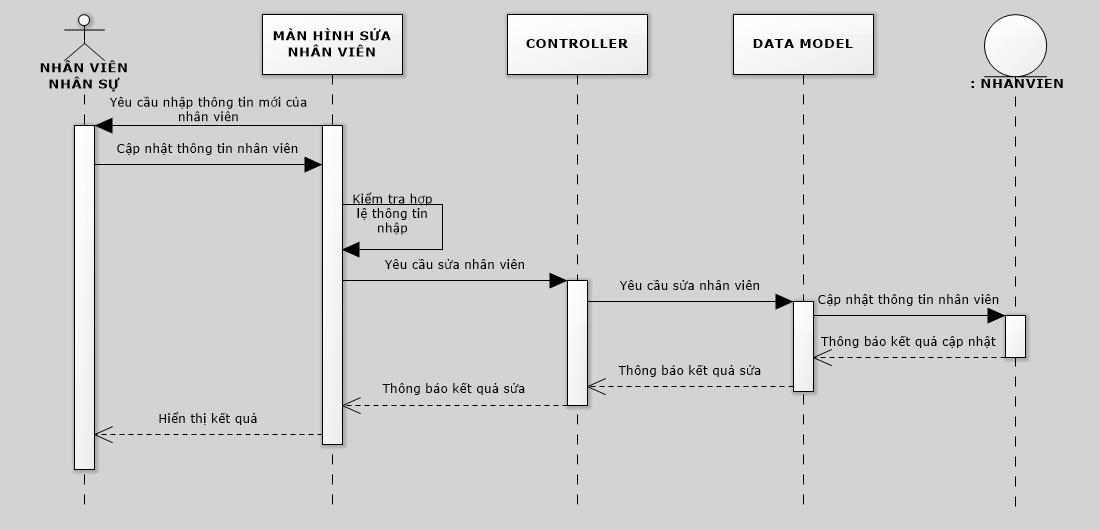 NHÂN VIÊN
NHÂN SỰ
MÀN HÌNH SỬA
NHÂN VIÊN
CONTROLLER
DATA MODEL
: NHANVIEN
Yêu cầu nhập thông tin mới của
nhân viên
Cập nhật thông tin nhân viên
Kiểm tra hợp
lệ thông tin
nhập
Yêu cầu sửa nhân viên
Yêu cầu sửa nhân viên
Cập nhật thông tin nhân viên
Thông báo kết quả cập nhật
Thông báo kết quả sửa
Thông báo kết quả sửa
Hiển thị kết quả